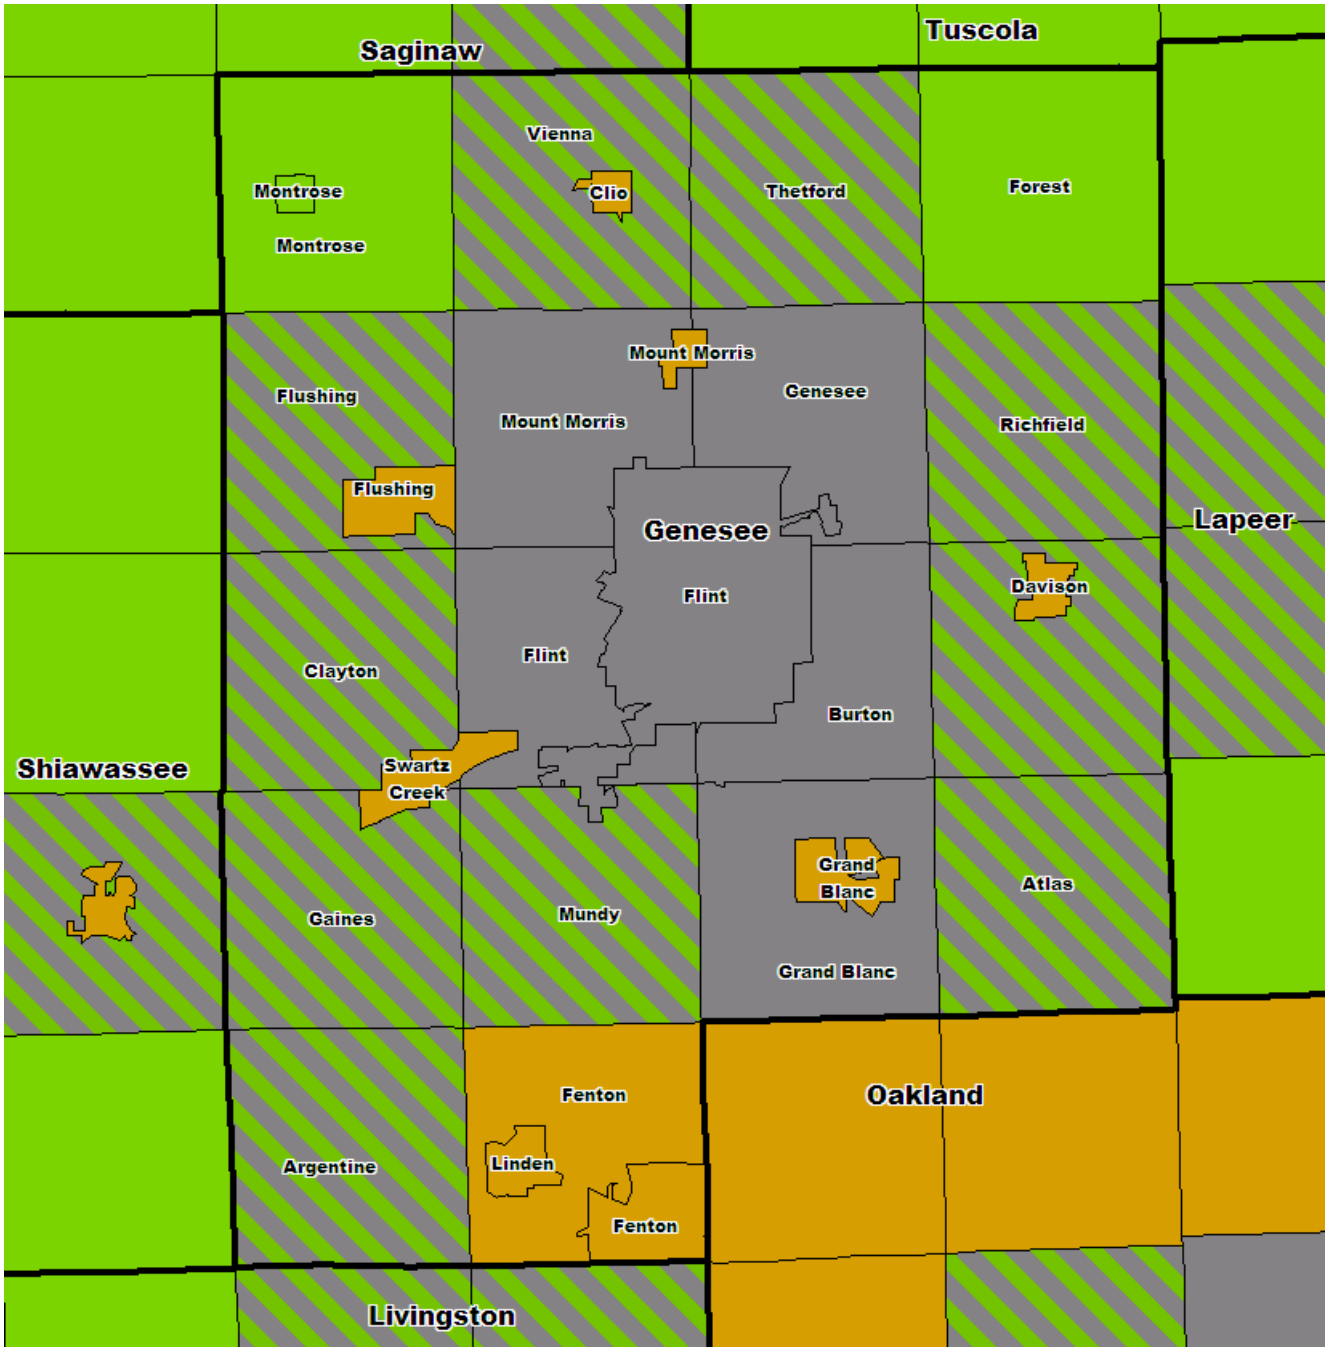 Tuscola
Saginaw
Vienna
Montrose
Clio
Thetford
Forest
Montrose
Mount Morris
Flushing
Genesee
Mount Morris
Richfield
Flushing
Genesee
Lapeer
Davison
Flint
Flint
Clayton
Burton
Swartz
Creek
Shiawassee
Grand
Blanc
Atlas
Gaines
Mundy
Grand Blanc
Fenton
Oakland
Argentine
Linden
Fenton
Livingston